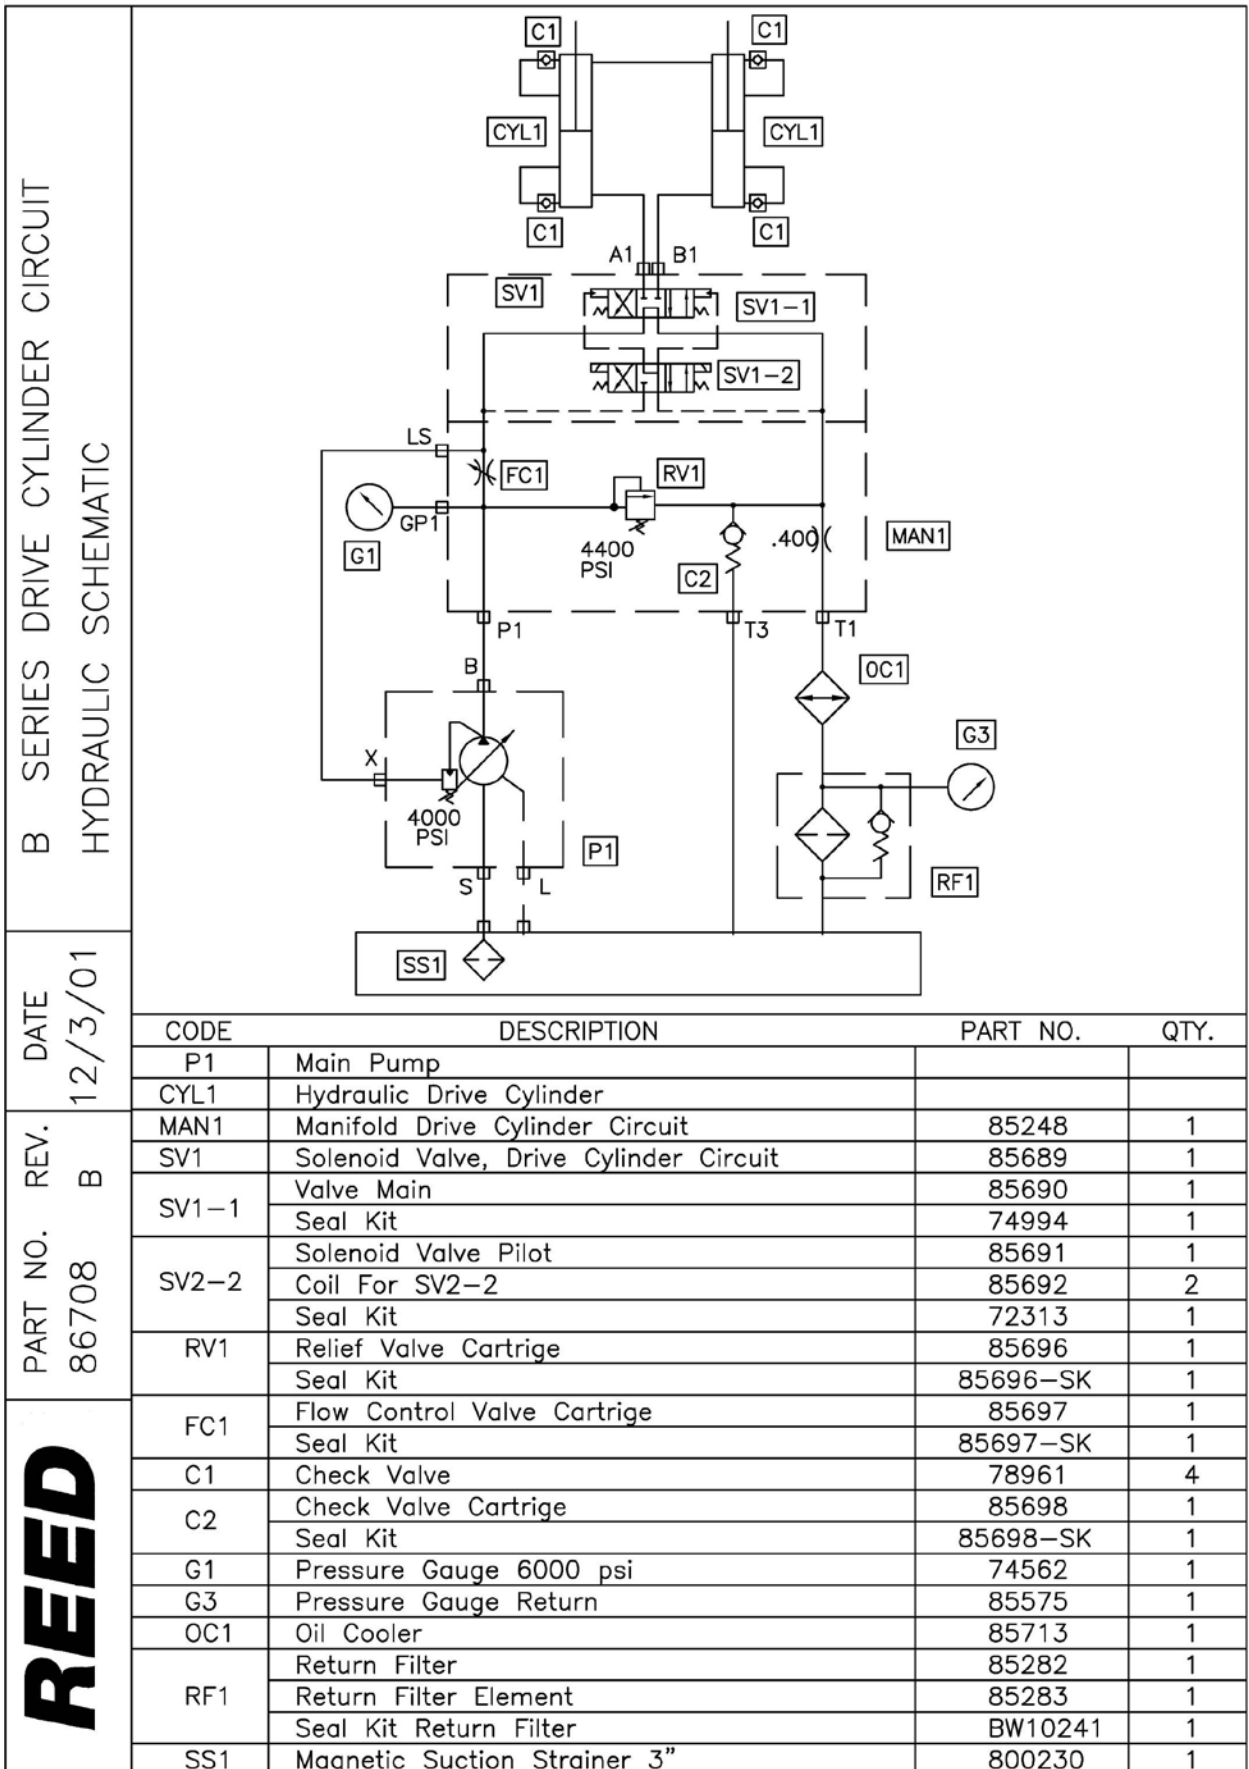 B SERIES DRIVE CYLINDER CIRCUIT
HYDRAULIC SCHEMATIC
DATE
12/3/01
PART NO. REV.
86708 B
REED
C1
C1
CYL1
CYL1
C1
C1
A1
B1
SV1
SV1-1
SV1-2
LS
FC1
RV1
GP1
G1
4400
PSI
C2
.400
MAN1
P1
T3
T1
B
OC1
G3
X
4000
PSI
P1
S
L
RF1
SS1
CODE DESCRIPTION PART NO. QTY.
P1 Main Pump
CYL1 Hydraulic Drive Cylinder
MAN1 Manifold Drive Cylinder Circuit 85248 1
SV1 Solenoid Valve, Drive Cylinder Circuit 85689 1
SV1-1 Valve Main 85690 1
Seal Kit 74994 1
SV2-2 Solenoid Valve Pilot 85691 1
Coil For SV2-2 85692 2
Seal Kit 72313 1
RV1 Relief Valve Cartrige 85696 1
Seal Kit 85696-SK 1
FC1 Flow Control Valve Cartrige 85697 1
Seal Kit 85697-SK 1
C1 Check Valve 78961 4
C2 Check Valve Cartrige 85698 1
Seal Kit 85698-SK 1
G1 Pressure Gauge 6000 psi 74562 1
G3 Pressure Gauge Return 85575 1
OC1 Oil Cooler 85713 1
RF1 Return Filter 85282 1
Return Filter Element 85283 1
Seal Kit Return Filter BW10241 1
SS1 Magnetic Suction Strainer 3" 800230 1